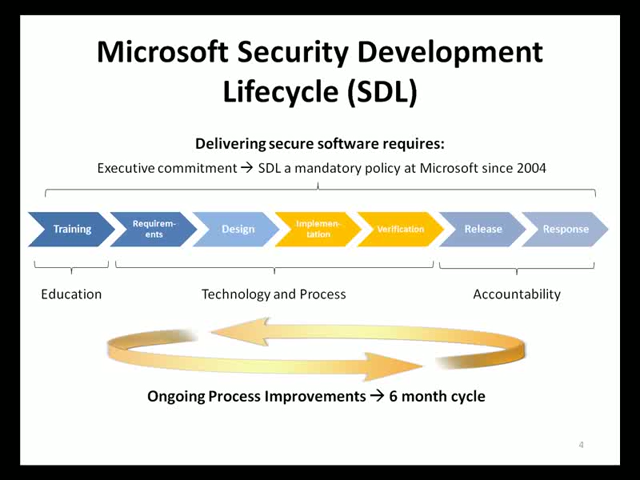 Microsoft Security Development
Lifecycle (SDL)
Delivering secure software requires:
Executive commitment → SDL a mandatory policy at Microsoft since 2004
Training
Requirem-
ents
Design
Implemen-
tation
Verification
Release
Response
Education
Technology and Process
Accountability
Ongoing Process Improvements → 6 month cycle
4